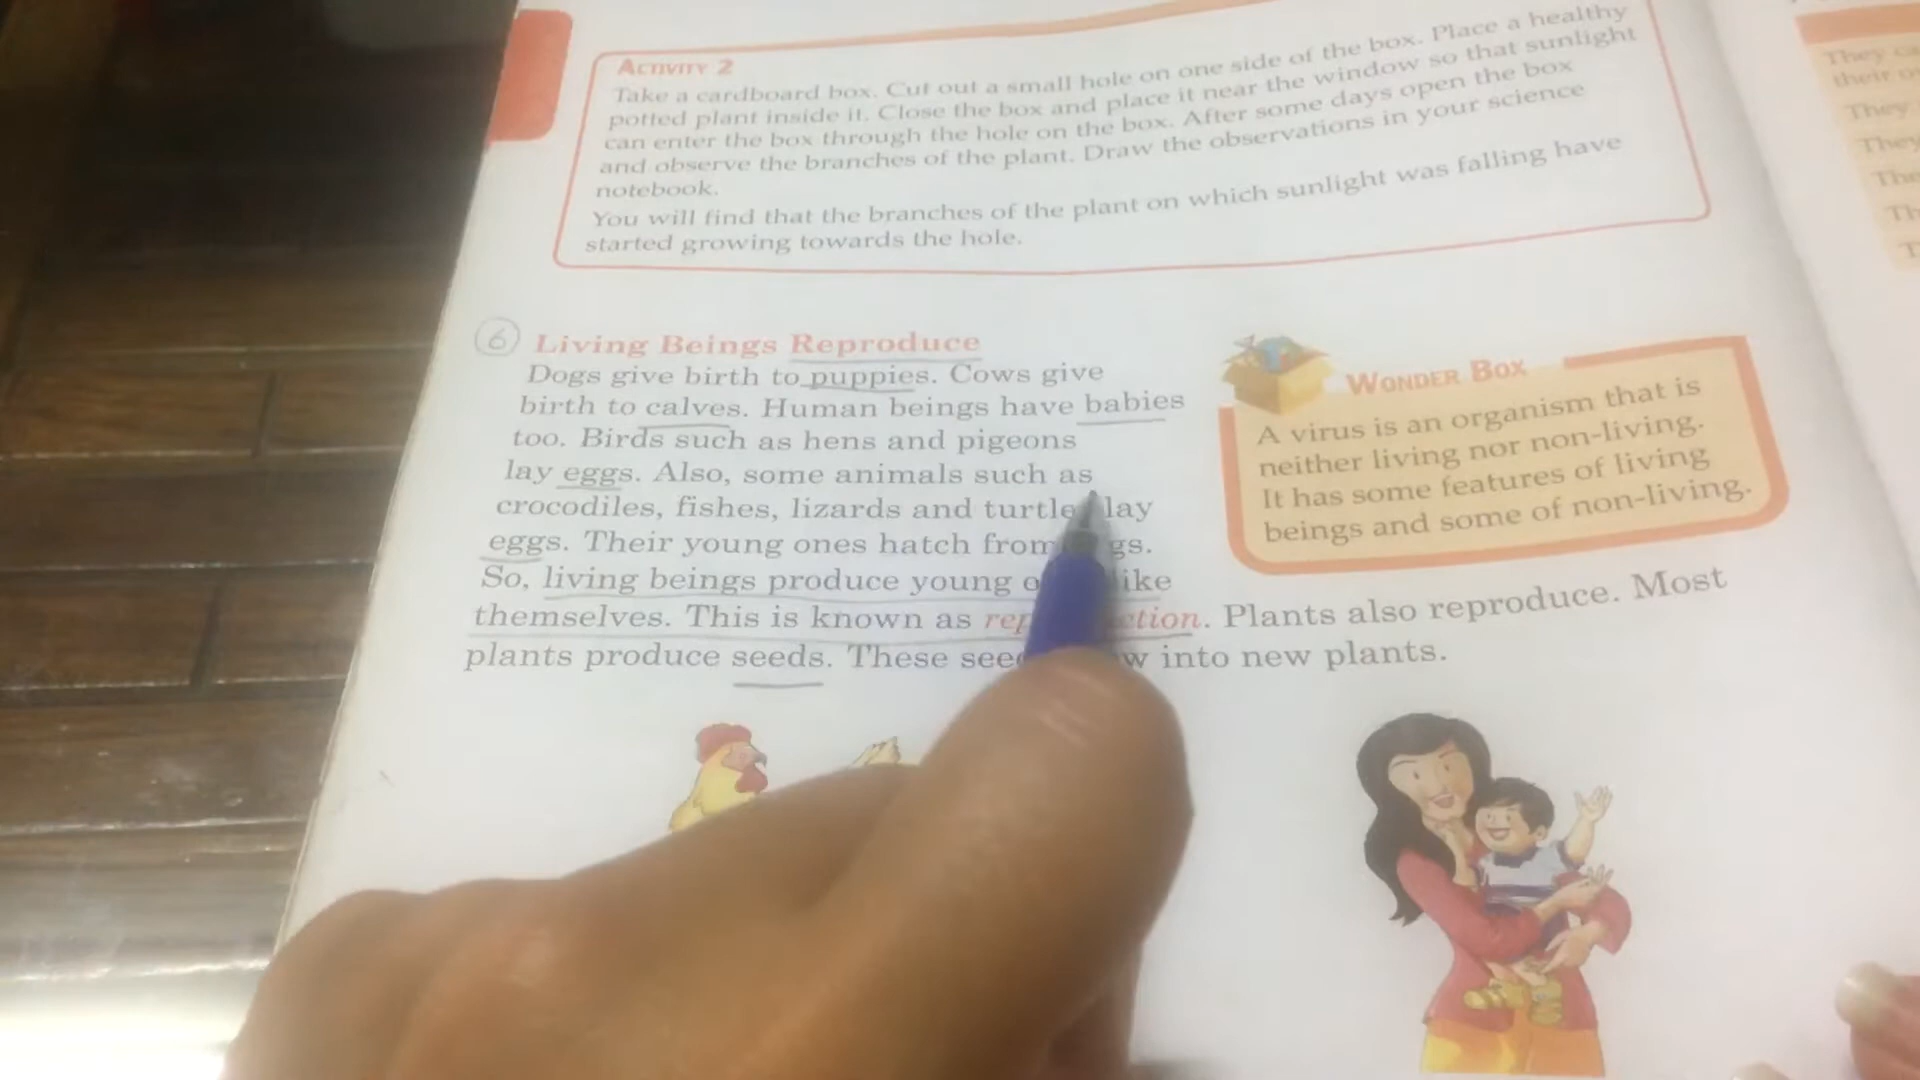 ACTIVITY 2
Take a cardboard box. Cut out a small hole on one side of the box. Place a healthy
potted plant inside it. Close the box and place it near the window so that sunlight
can enter the box through the hole on the box. After some days open the box
and observe the branches of the plant. Draw the observations in your science
notebook.
You will find that the branches of the plant on which sunlight was falling have
started growing towards the hole.
6 Living Beings Reproduce
Dogs give birth to puppies. Cows give
birth to calves. Human beings have babies
too. Birds such as hens and pigeons
lay eggs. Also, some animals such as
crocodiles, fishes, lizards and lay
eggs. Their young ones hatch from
So, living beings produce young
themselves. This is known as . Plants also reproduce. Most
plants produce seeds. These into new plants.
WONDER BOX
A virus is an organism that is
neither living nor non-living.
It has some features of living
beings and some of non-living.
They
their
They
They